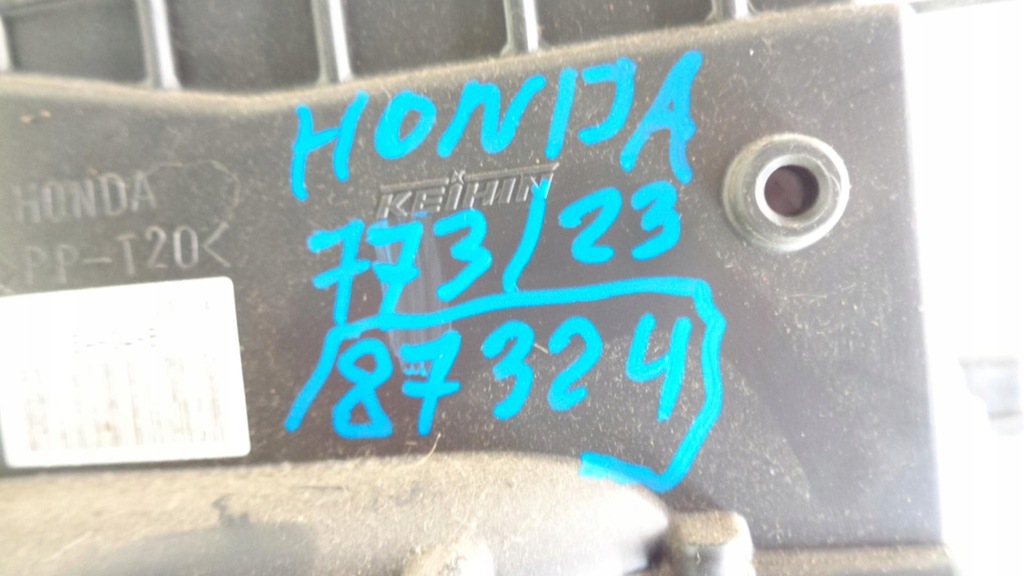 HONDA
KEIHIN
HONDA
>PP-T20<
773/23
87324